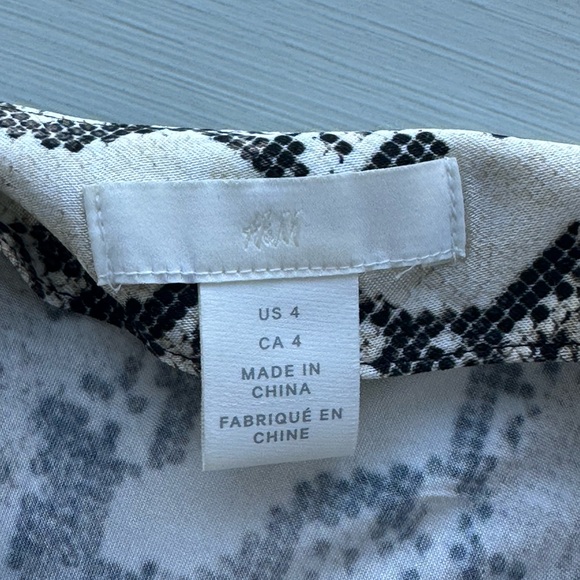 H&M
US 4
CA 4
MADE IN
CHINA
FABRIQUÉ EN
CHINE